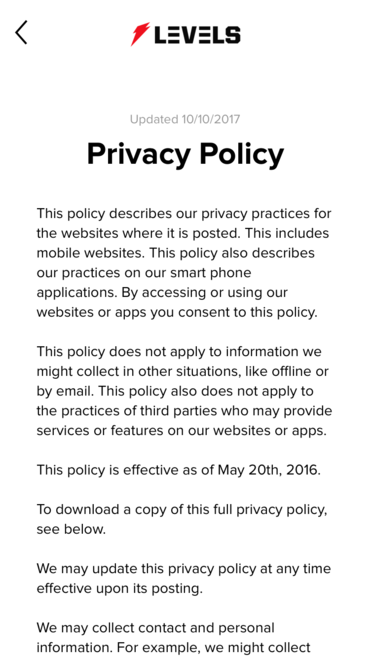 LEVELS
Updated 10/10/2017
Privacy Policy
This policy describes our privacy practices for
the websites where it is posted. This includes
mobile websites. This policy also describes
our practices on our smart phone
applications. By accessing or using our
websites or apps you consent to this policy.
This policy does not apply to information we
might collect in other situations, like offline or
by email. This policy also does not apply to
the practices of third parties who may provide
services or features on our websites or apps.
This policy is effective as of May 20th, 2016.
To download a copy of this full privacy policy,
see below.
We may update this privacy policy at any time
effective upon its posting.
We may collect contact and personal
information. For example, we might collect